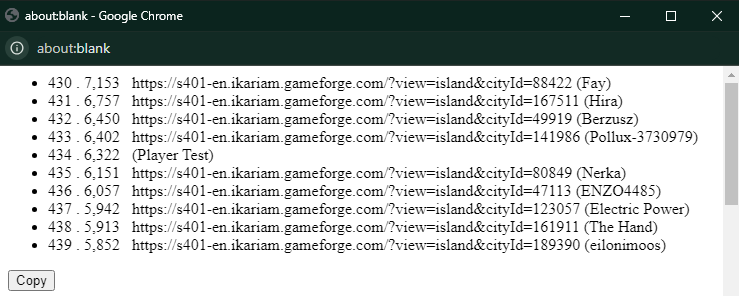 about:blank - Google Chrome
about:blank
430 . 7,153 https://s401-en.ikariam.gameforge.com/?view=island&cityId=88422 (Fay)
431 . 6,757 https://s401-en.ikariam.gameforge.com/?view=island&cityId=167511 (Hira)
432 . 6,450 https://s401-en.ikariam.gameforge.com/?view=island&cityId=49919 (Berzusz)
433 . 6,402 https://s401-en.ikariam.gameforge.com/?view=island&cityId=141986 (Pollux-3730979)
434 . 6,322 (Player Test)
435 . 6,151 https://s401-en.ikariam.gameforge.com/?view=island&cityId=80849 (Nerka)
436 . 6,057 https://s401-en.ikariam.gameforge.com/?view=island&cityId=47113 (ENZO4485)
437 . 5,942 https://s401-en.ikariam.gameforge.com/?view=island&cityId=123057 (Electric Power)
438 . 5,913 https://s401-en.ikariam.gameforge.com/?view=island&cityId=161911 (The Hand)
439 . 5,852 https://s401-en.ikariam.gameforge.com/?view=island&cityId=189390 (eilonimoos)
Copy